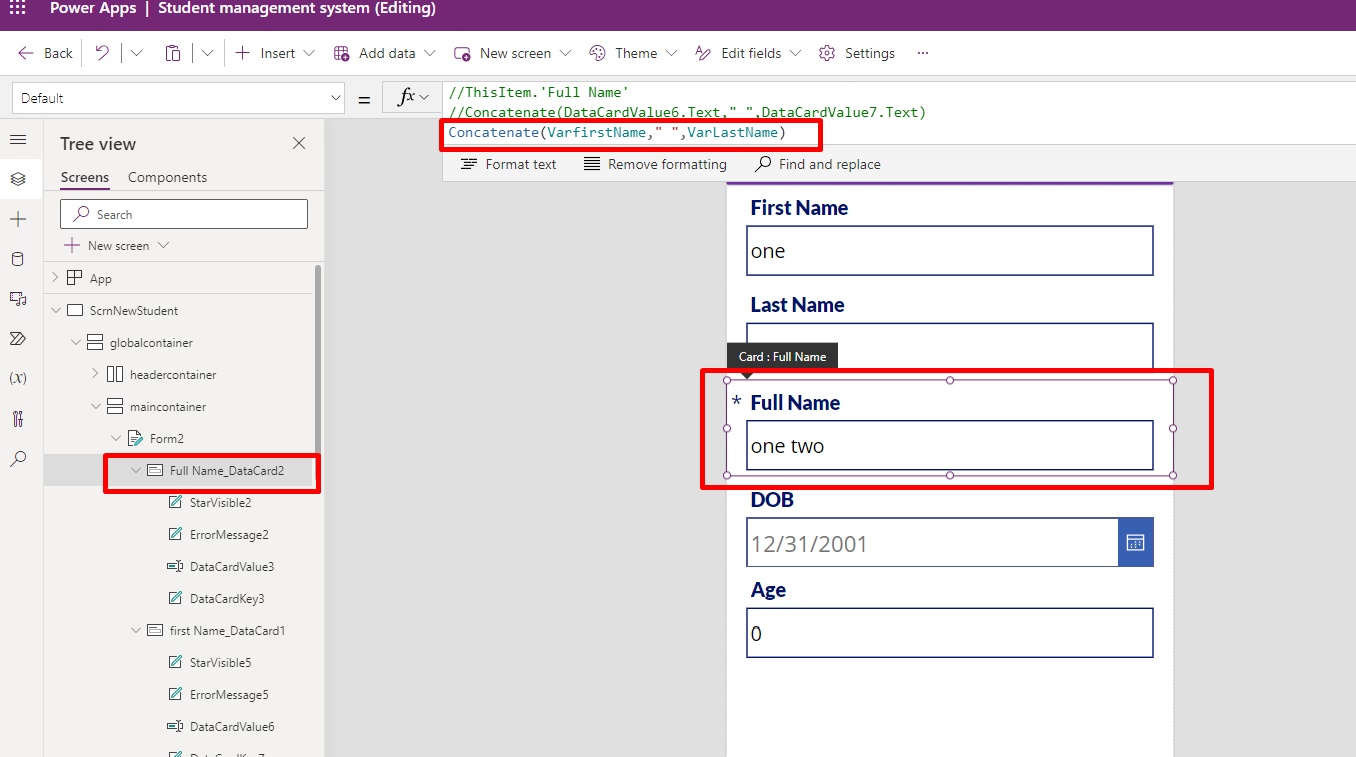 Power Apps | Student management system (Editing)
Back
Insert
Add data
New screen
Theme
Edit fields
Settings
...
Default
=
fx
//ThisItem.'Full Name'
//Concatenate(DataCardValue6.Text," ",DataCardValue7.Text)
Concatenate(VarfirstName," ",VarLastName)
Format text
Remove formatting
Find and replace
Tree view
Screens
Components
Search
New screen
App
ScrnNewStudent
globalcontainer
headercontainer
maincontainer
Form2
Full Name_DataCard2
StarVisible2
ErrorMessage2
DataCardValue3
DataCardKey3
first Name_DataCard1
StarVisible5
ErrorMessage5
DataCardValue6
(x)
First Name
one
Last Name
Card : Full Name
* Full Name
one two
DOB
12/31/2001
Age
0